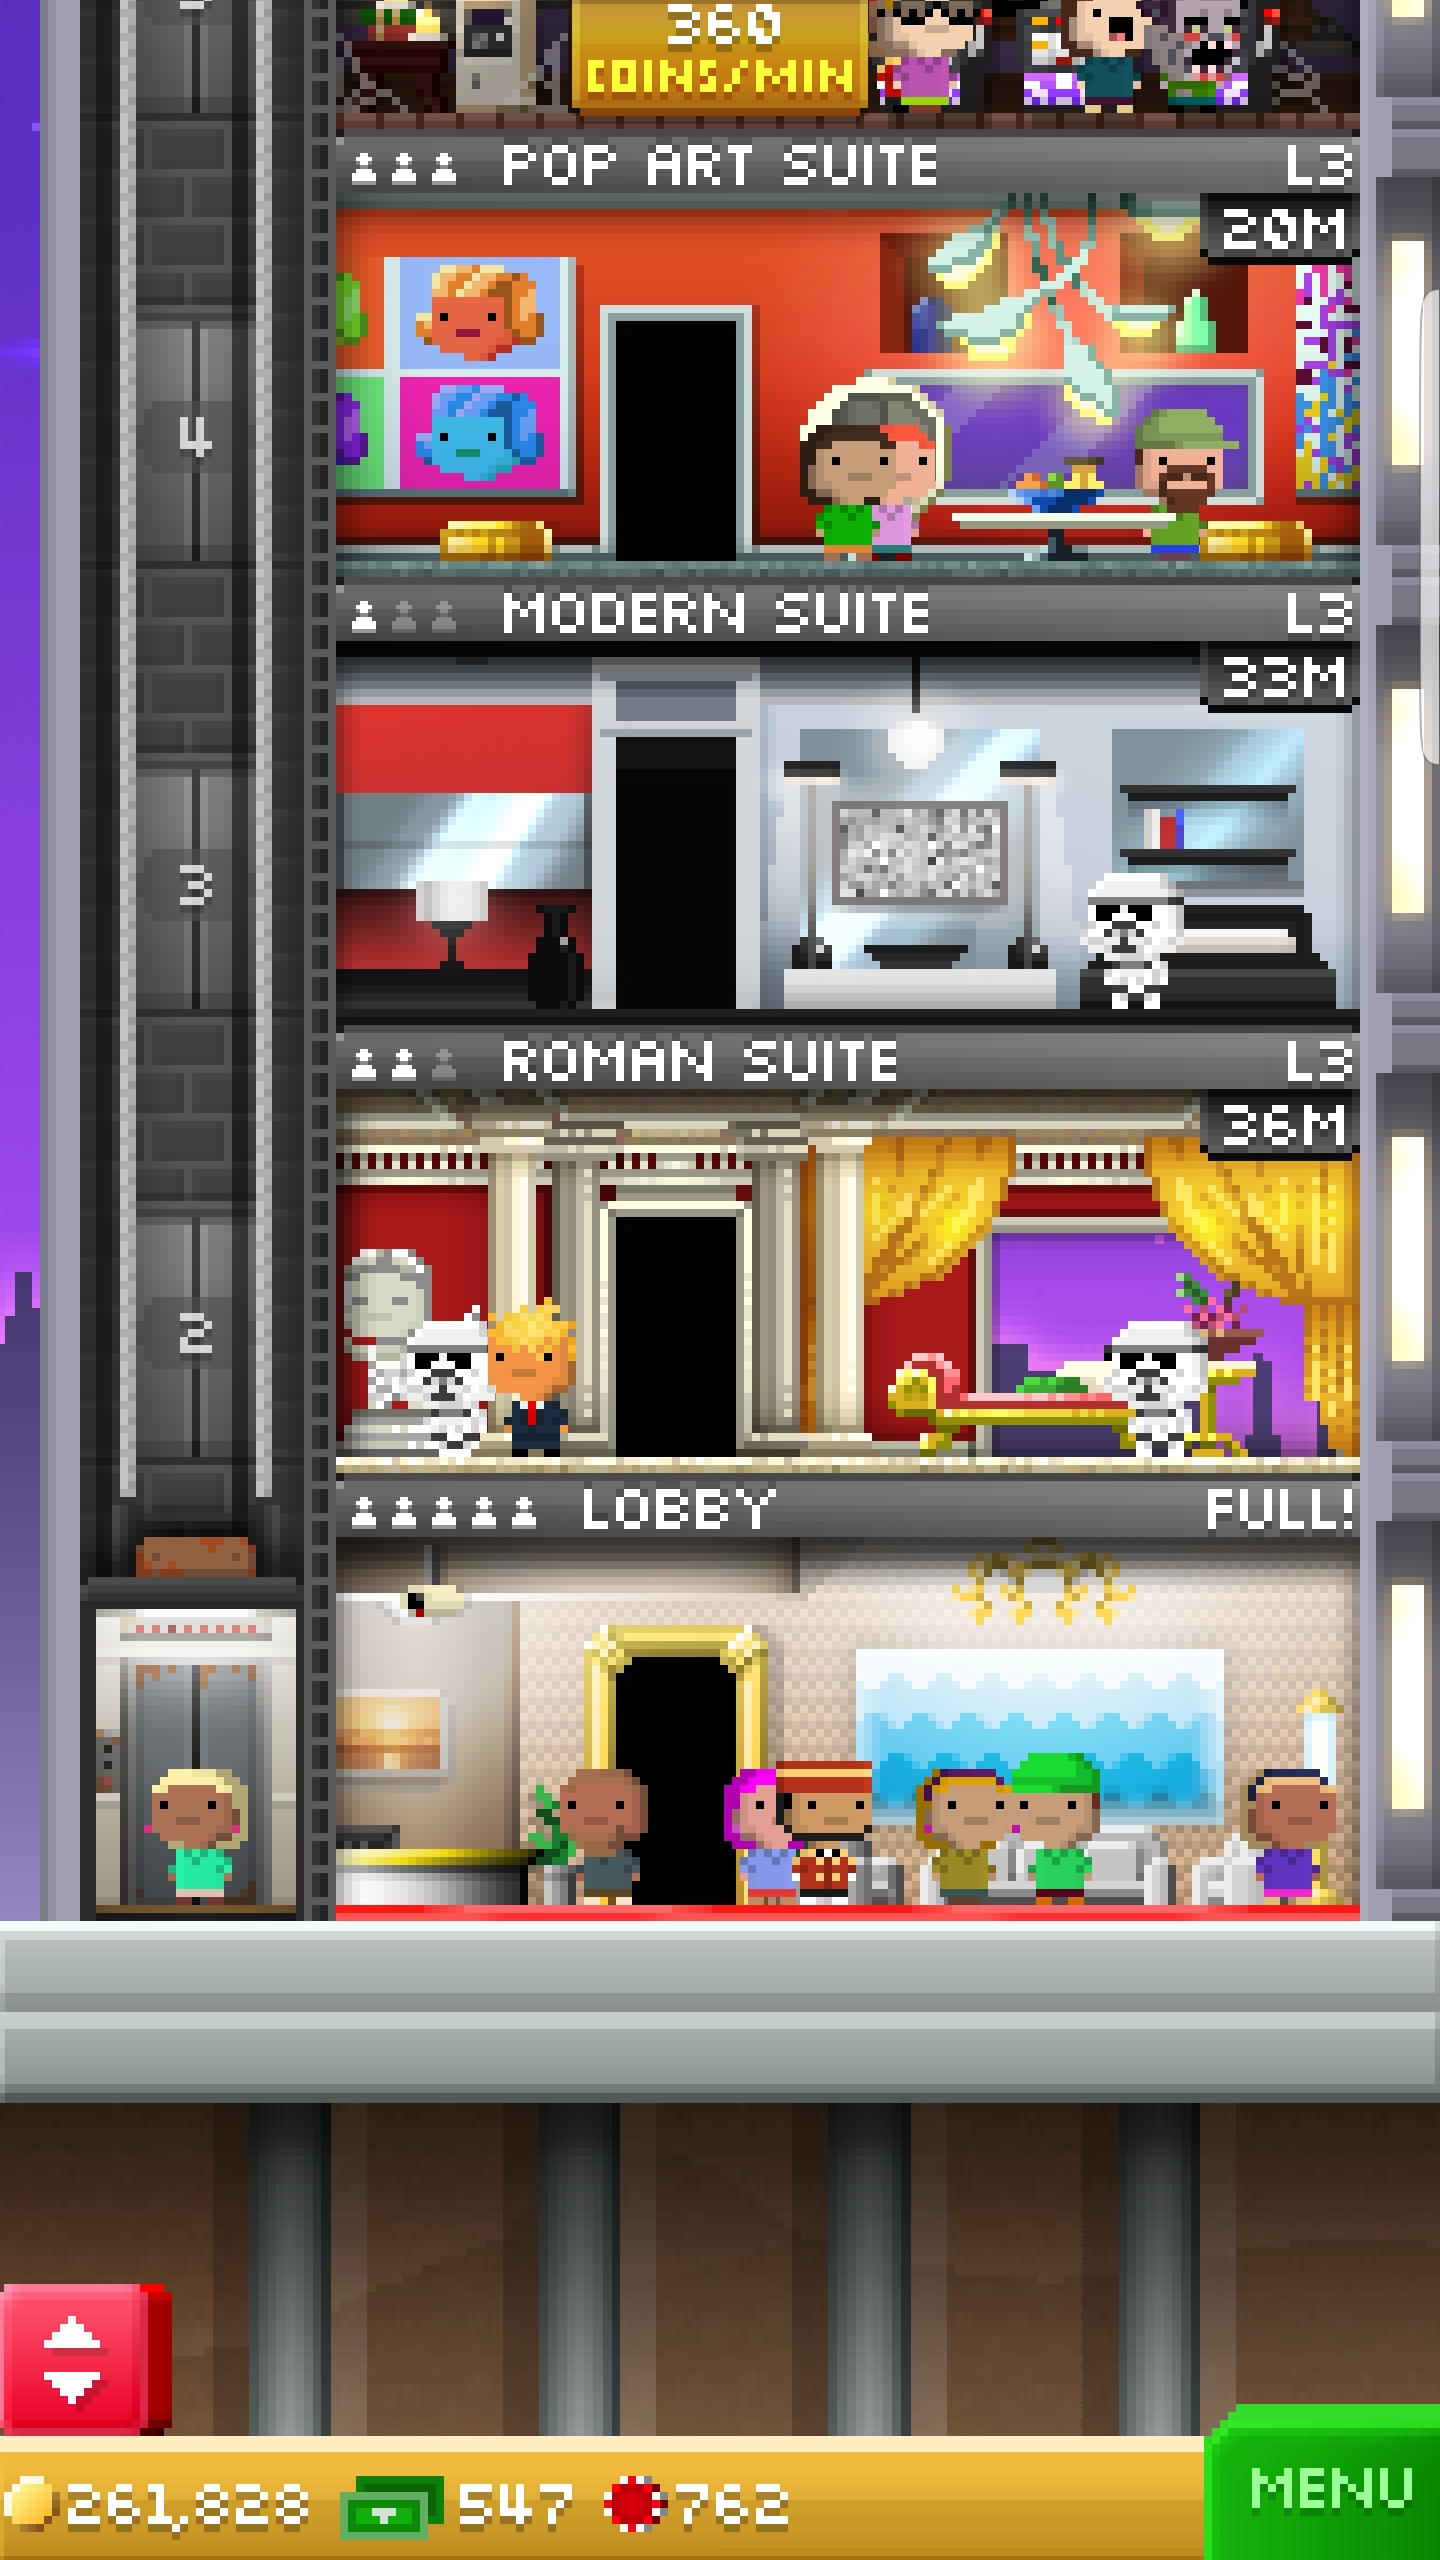 360
COINS/MIN
POP ART SUITE L3
20M
4
MODERN SUITE L3
33M
3
ROMAN SUITE L3
36M
2
LOBBY FULL!
261,828 547 762
MENU